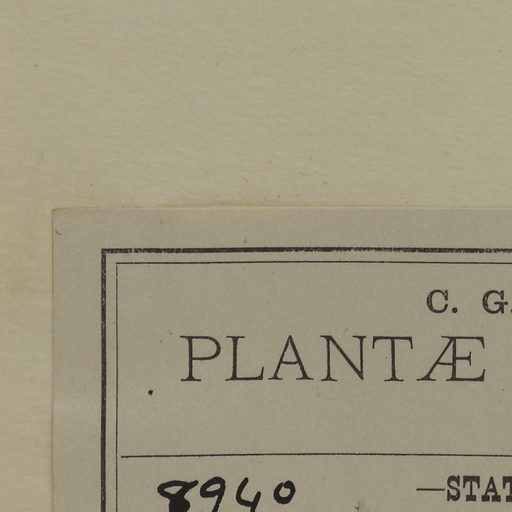 C. G.
PLANTÆ
8940 —STAT